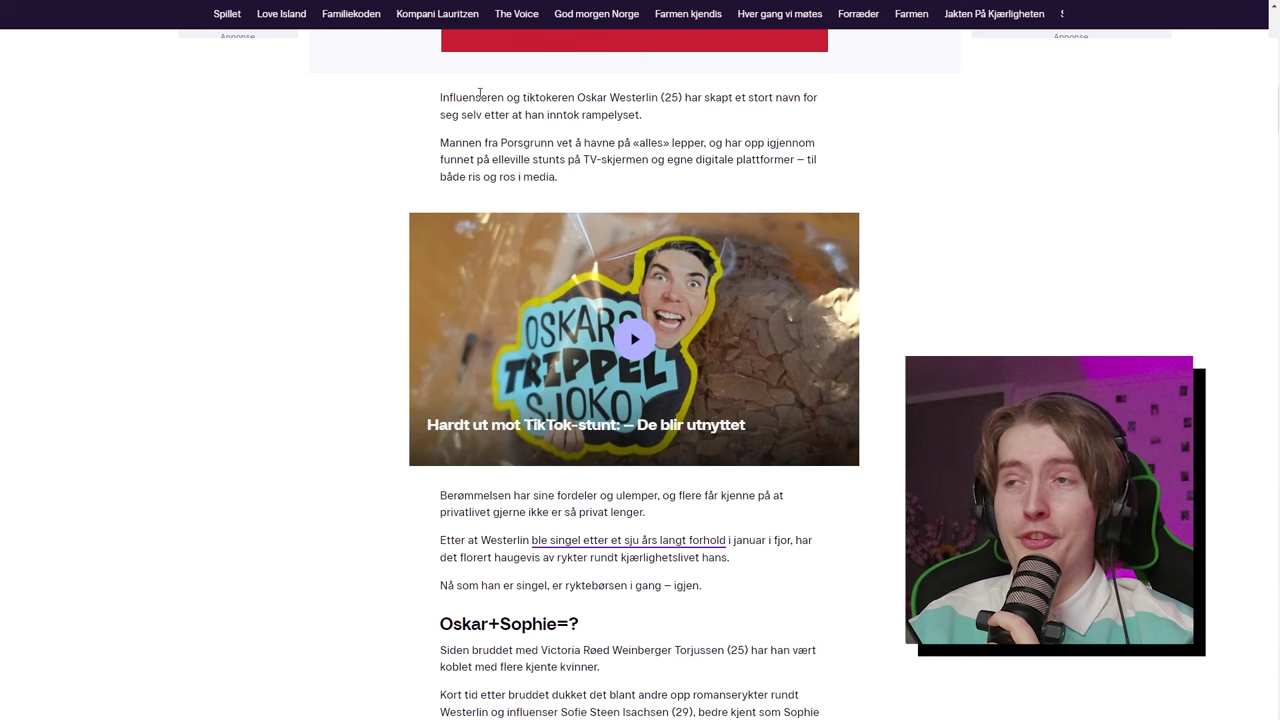 Spillet Love Island Familiekoden Kompani Lauritzen The Voice God morgen Norge Farmen kjendis Hver gang vi møtes Forræder Farmen Jakten På Kjærligheten
Annonse
Annonse
Influenseren og tiktokeren Oskar Westerlin (25) har skapt et stort navn for
seg selv etter at han inntok rampelyset.
Mannen fra Porsgrunn vet å havne på «alles» lepper, og har opp igjennom
funnet på elleville stunts på TV-skjermen og egne digitale plattformer – til
både ris og ros i media.
OSKARS
TRIPPEL
SJOKO
Hardt ut mot TikTok-stunt: – De blir utnyttet
Berømmelsen har sine fordeler og ulemper, og flere får kjenne på at
privatlivet gjerne ikke er så privat lenger.
Etter at Westerlin ble singel etter et sju års langt forhold i januar i fjor, har
det florert haugevis av rykter rundt kjærlighetslivet hans.
Nå som han er singel, er ryktebørsen i gang – igjen.
Oskar+Sophie=?
Siden bruddet med Victoria Røed Weinberger Torjussen (25) har han vært
koblet med flere kjente kvinner.
Kort tid etter bruddet dukket det blant andre opp romanserykter rundt
Westerlin og influenser Sofie Steen Isachsen (29), bedre kjent som Sophie